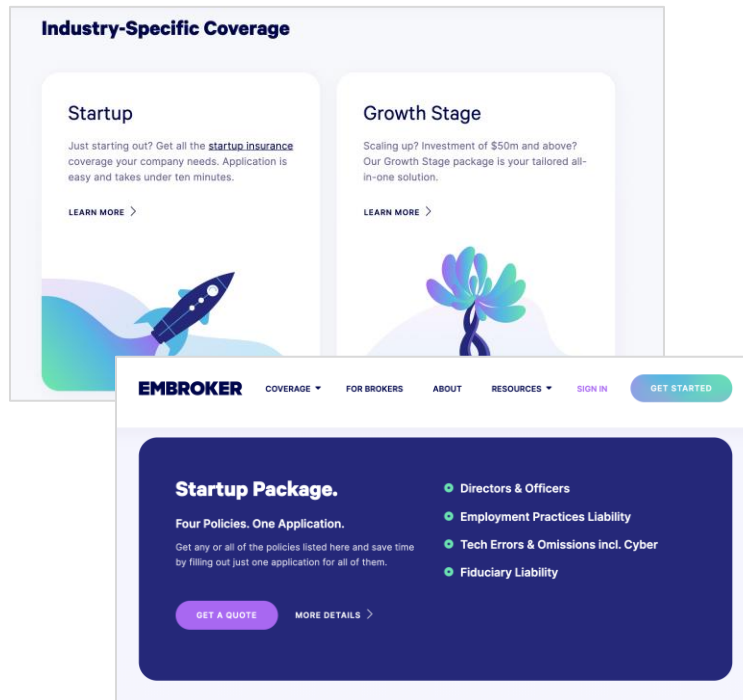 Industry-Specific Coverage
Startup
Just starting out? Get all the startup insurance
coverage your company needs. Application is
easy and takes under ten minutes.
LEARN MORE
Growth Stage
Scaling up? Investment of $50m and above?
Our Growth Stage package is your tailored all-
in-one solution.
LEARN MORE
EMBROKER COVERAGE FOR BROKERS ABOUT RESOURCES SIGN IN GET STARTED
Startup Package.
Four Policies. One Application.
Get any or all of the policies listed here and save time
by filling out just one application for all of them.
GET A QUOTE MORE DETAILS
Directors & Officers
Employment Practices Liability
Tech Errors & Omissions incl. Cyber
Fiduciary Liability